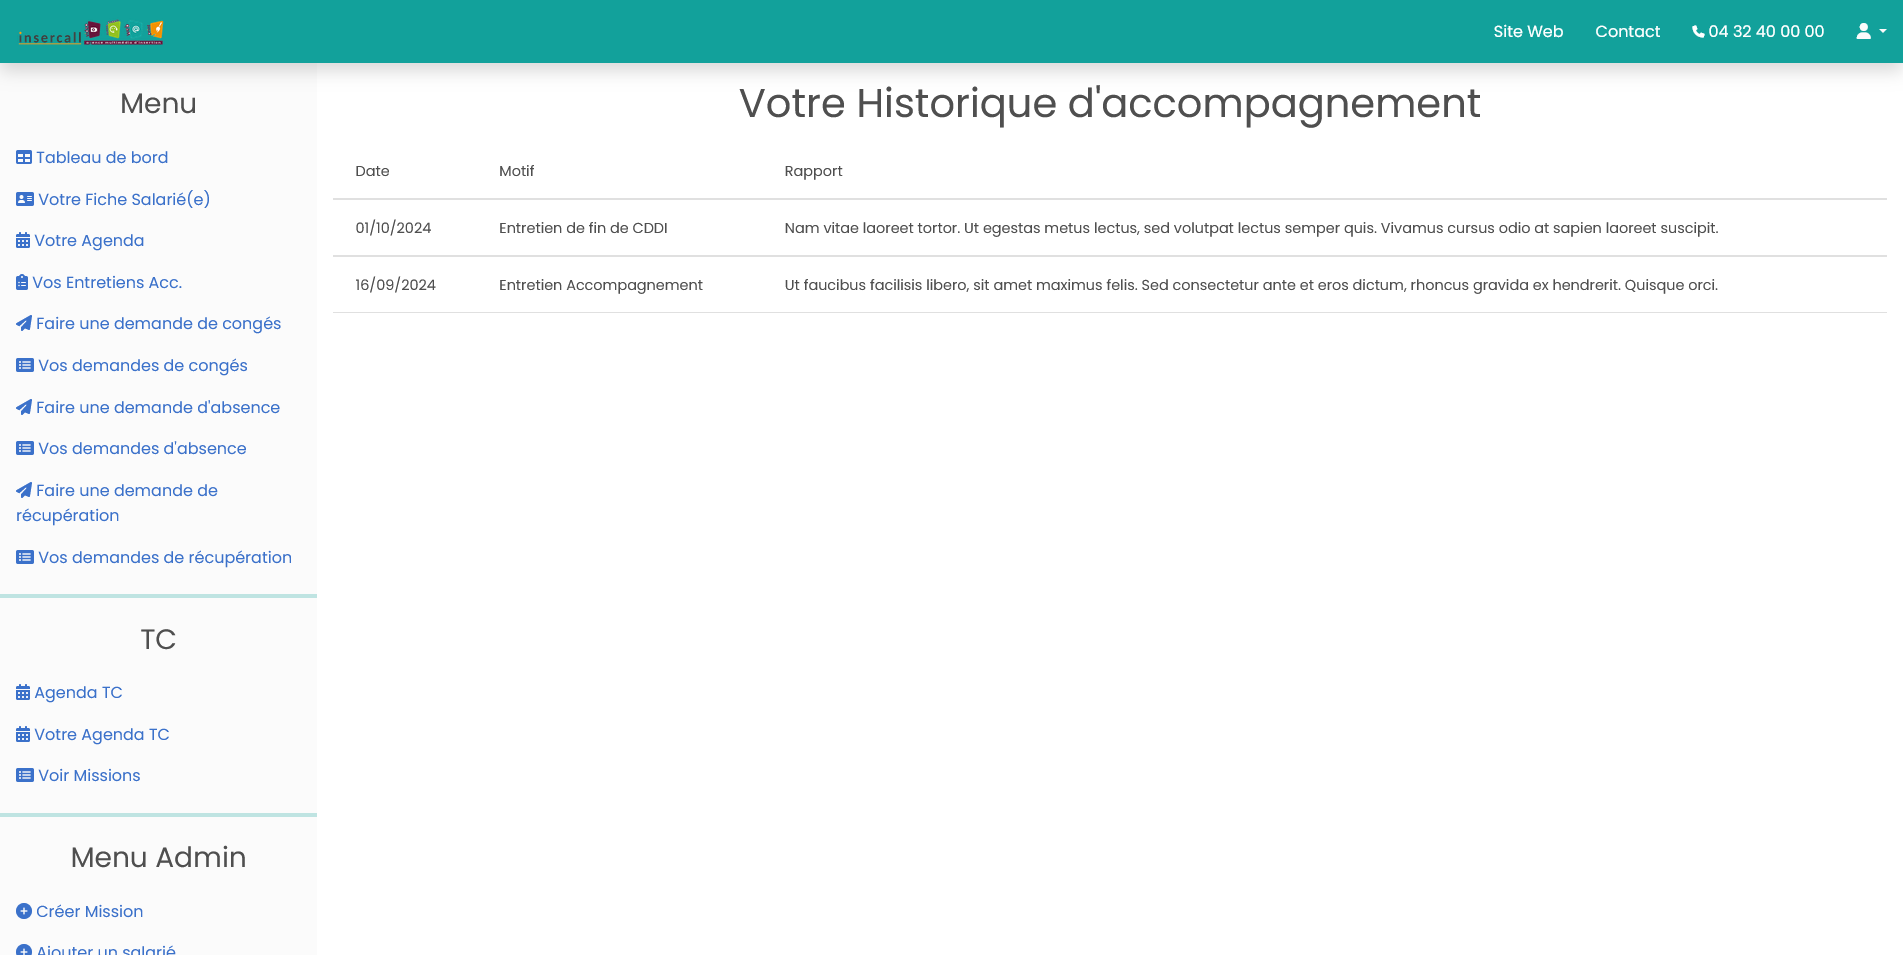 insercall
Site Web Contact 04 32 40 00 00
Menu
Tableau de bord
Votre Fiche Salarié(e)
Votre Agenda
Vos Entretiens Acc.
Faire une demande de congés
Vos demandes de congés
Faire une demande d'absence
Vos demandes d'absence
Faire une demande de
récupération
Vos demandes de récupération
TC
Agenda TC
Votre Agenda TC
Voir Missions
Menu Admin
Créer Mission
Ajouter un salarié
Votre Historique d'accompagnement
Date Motif Rapport
01/10/2024 Entretien de fin de CDDI Nam vitae laoreet tortor. Ut egestas metus lectus, sed volutpat lectus semper quis. Vivamus cursus odio at sapien laoreet suscipit.
16/09/2024 Entretien Accompagnement Ut faucibus facilisis libero, sit amet maximus felis. Sed consectetur ante et eros dictum, rhoncus gravida ex hendrerit. Quisque orci.